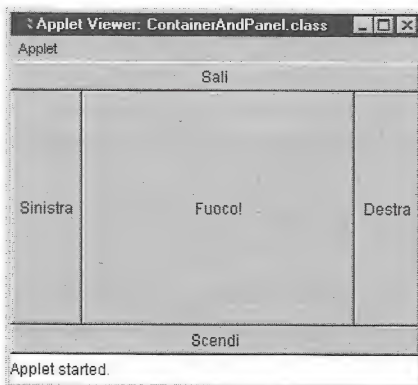 Applet Viewer: ContainerAndPanel.class
Applet
Sali
Sinistra
Fuoco!
Destra
Scendi
Applet started.